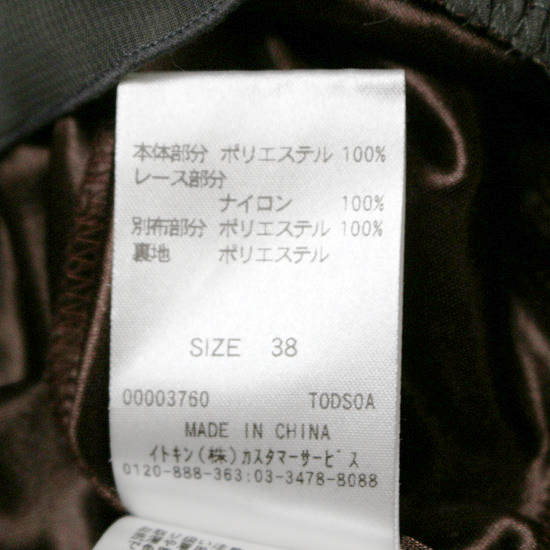 本体部分 ポリエステル 100%
レース部分
ナイロン 100%
別布部分 ポリエステル 100%
裏地 ポリエステル
SIZE 38
00003760 TODSOA
MADE IN CHINA
イトキン(株)カスタマーサービス
0120-888-363:03-3478-8088